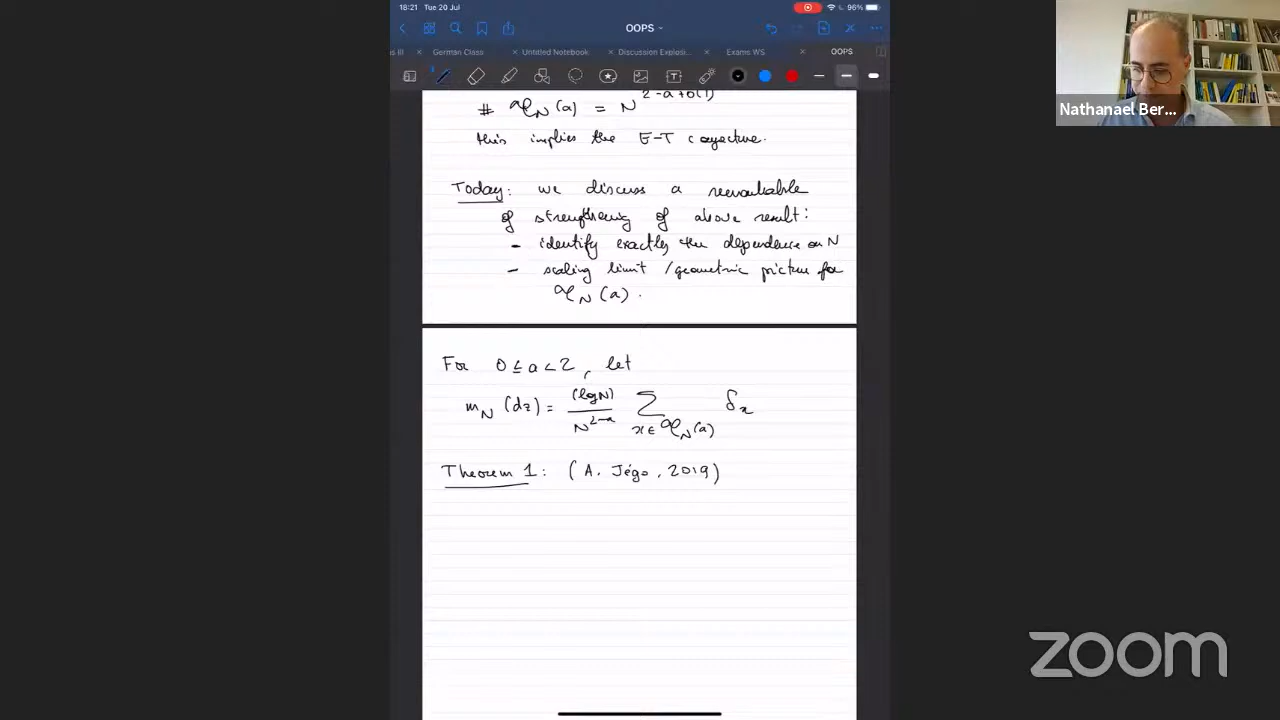 18:21 Tue 20 Jul
96%
OOPS
German Class
Untitled Notebook
Discussion Explosi...
Exams WS
OOPS
Nathanael Ber...
# 𝒯_N (a) = N^{2-a+o(1)}
this implies the E-T conjecture.
Today: we discuss a remarkable
of strengthening of above result:
- identify exactly the dependence on N
- scaling limit / geometric picture for
𝒯_N (a).
For 0 ≤ a < 2, let
m_N (dz) = (log N) / N^{2-a} ∑_{x ∈ 𝒯_N(a)} δ_x
Theorem 1: (A. Jégo, 2019)
zoom